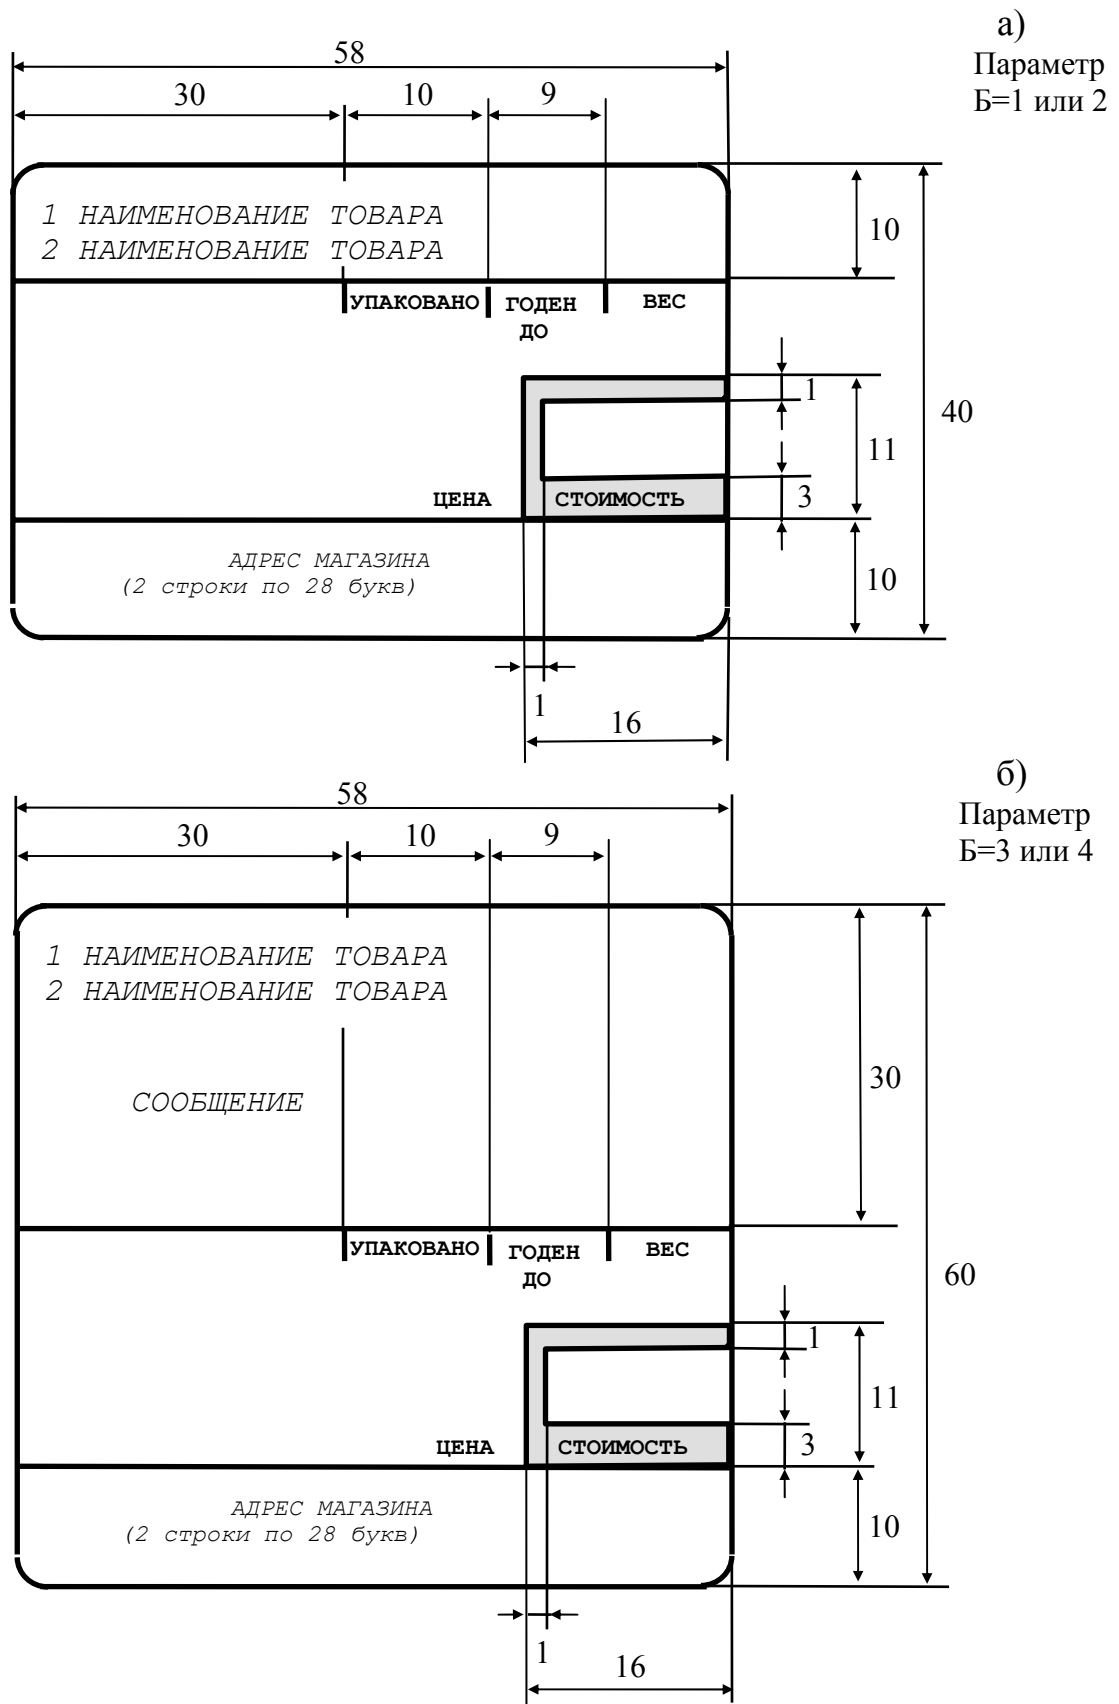 а)
Параметр
Б=1 или 2
58
30 10 9
1 НАИМЕНОВАНИЕ ТОВАРА
2 НАИМЕНОВАНИЕ ТОВАРА
10
УПАКОВАНО ГОДЕН ДО ВЕС
1
40
11
ЦЕНА СТОИМОСТЬ
3
АДРЕС МАГАЗИНА
(2 строки по 28 букв)
10
1
16
б)
Параметр
Б=3 или 4
58
30 10 9
1 НАИМЕНОВАНИЕ ТОВАРА
2 НАИМЕНОВАНИЕ ТОВАРА
30
СООБЩЕНИЕ
УПАКОВАНО ГОДЕН ДО ВЕС
60
1
11
ЦЕНА СТОИМОСТЬ
3
АДРЕС МАГАЗИНА
(2 строки по 28 букв)
10
1
16